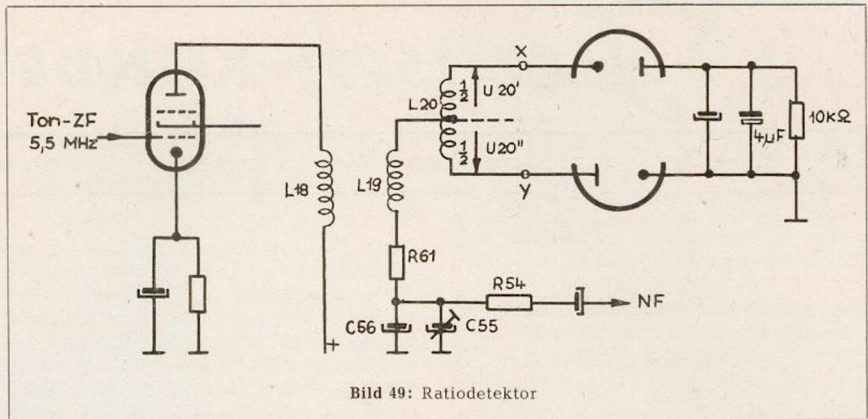 Ton-ZF
5,5 MHz
L18
L19
L20
½
U 20'
½
U20"
X
y
4µF
10kΩ
R61
C56
C55
R54
NF
+
Bild 49: Ratiodetektor